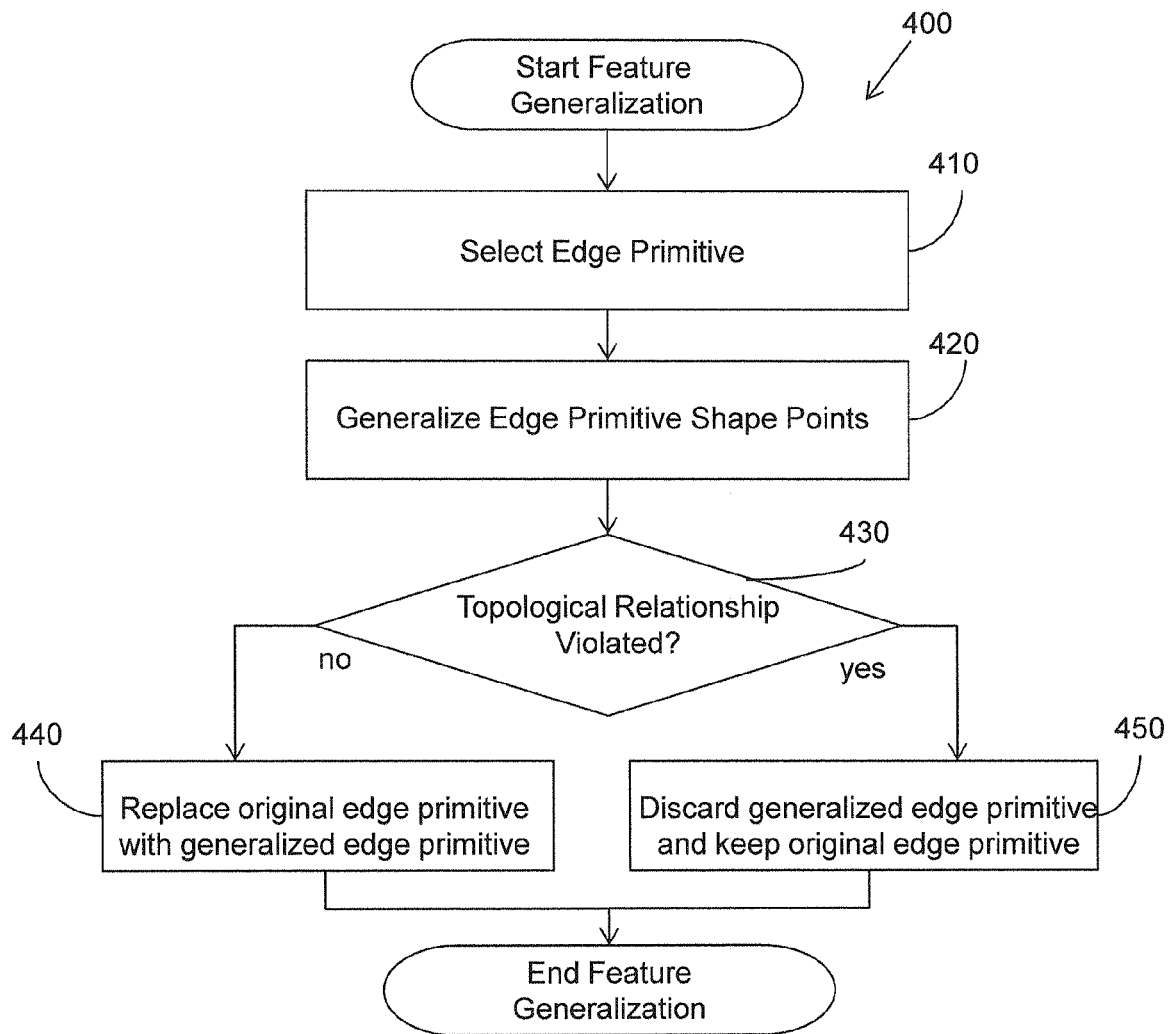 400
Start Feature
Generalization
410
Select Edge Primitive
420
Generalize Edge Primitive Shape Points
430
Topological Relationship
Violated?
no
yes
440
450
Replace original edge primitive
with generalized edge primitive
Discard generalized edge primitive
and keep original edge primitive
End Feature
Generalization